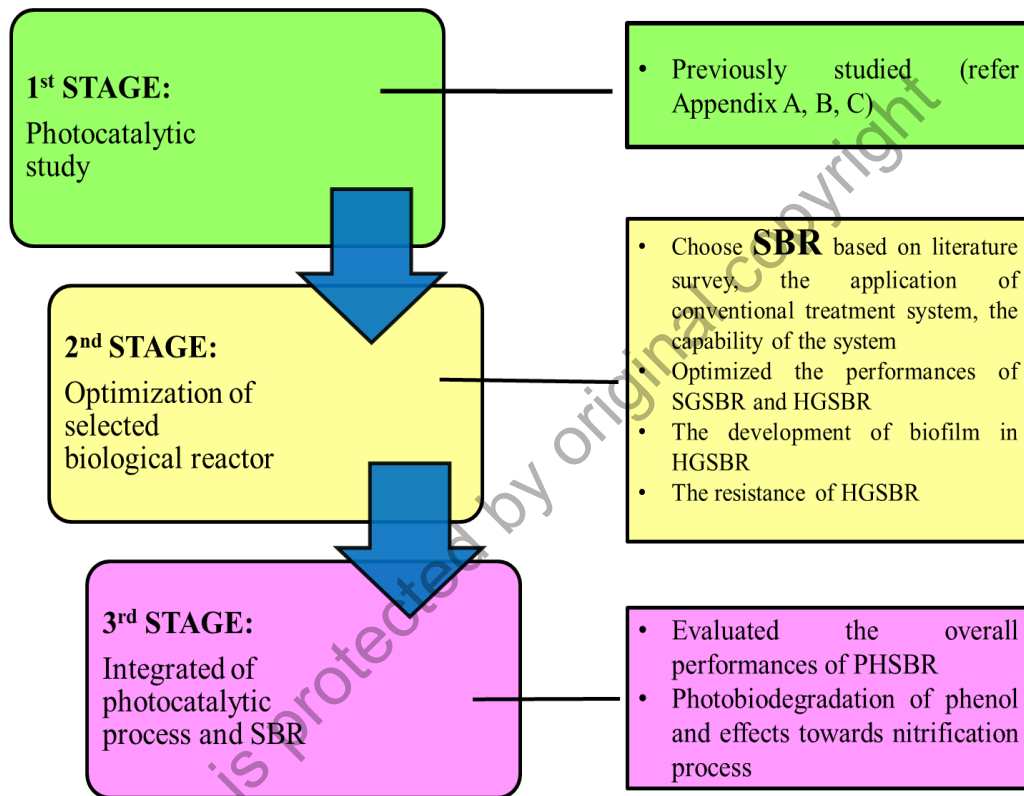 1st STAGE:
Photocatalytic
study
• Previously studied (refer
Appendix A, B, C)
2nd STAGE:
Optimization of
selected
biological reactor
• Choose SBR based on literature
survey, the application of
conventional treatment system, the
capability of the system
• Optimized the performances of
SGSBR and HGSBR
• The development of biofilm in
HGSBR
• The resistance of HGSBR
3rd STAGE:
Integrated of
photocatalytic
process and SBR
• Evaluated the overall
performances of PHSBR
• Photobiodegradation of phenol
and effects towards nitrification
process
is protected by original copyright